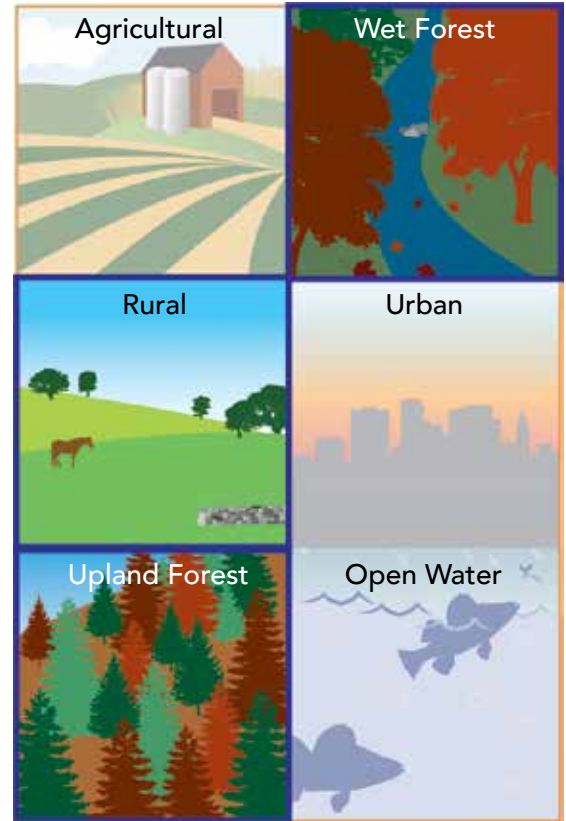 Agricultural
Wet Forest
Rural
Urban
Upland Forest
Open Water